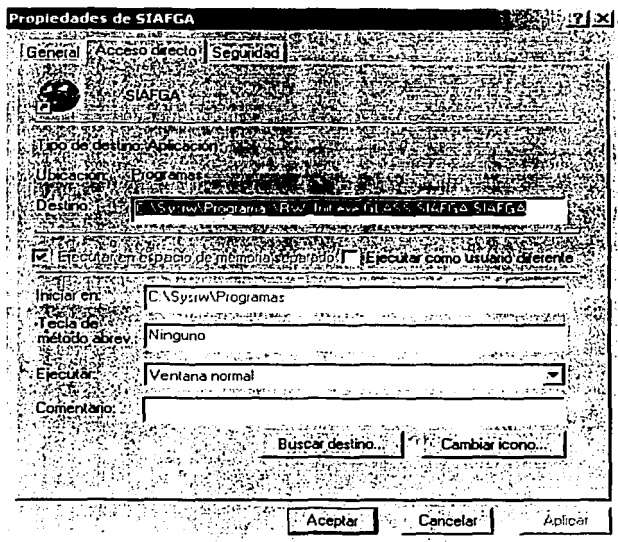 Propiedades de SIAFGA
General Acceso directo Seguridad
SIAFGA
Tipo de destino: Aplicación
Ubicación: Programas
Destino:
Ejecutar en espacio de memoria separado Ejecutar como usuario diferente
Iniciar en: C:\Sysrw\Programas
Tecla de método abrev.: Ninguno
Ejecutar: Ventana normal
Comentario:
Buscar destino... Cambiar icono...
Aceptar Cancelar Aplicar